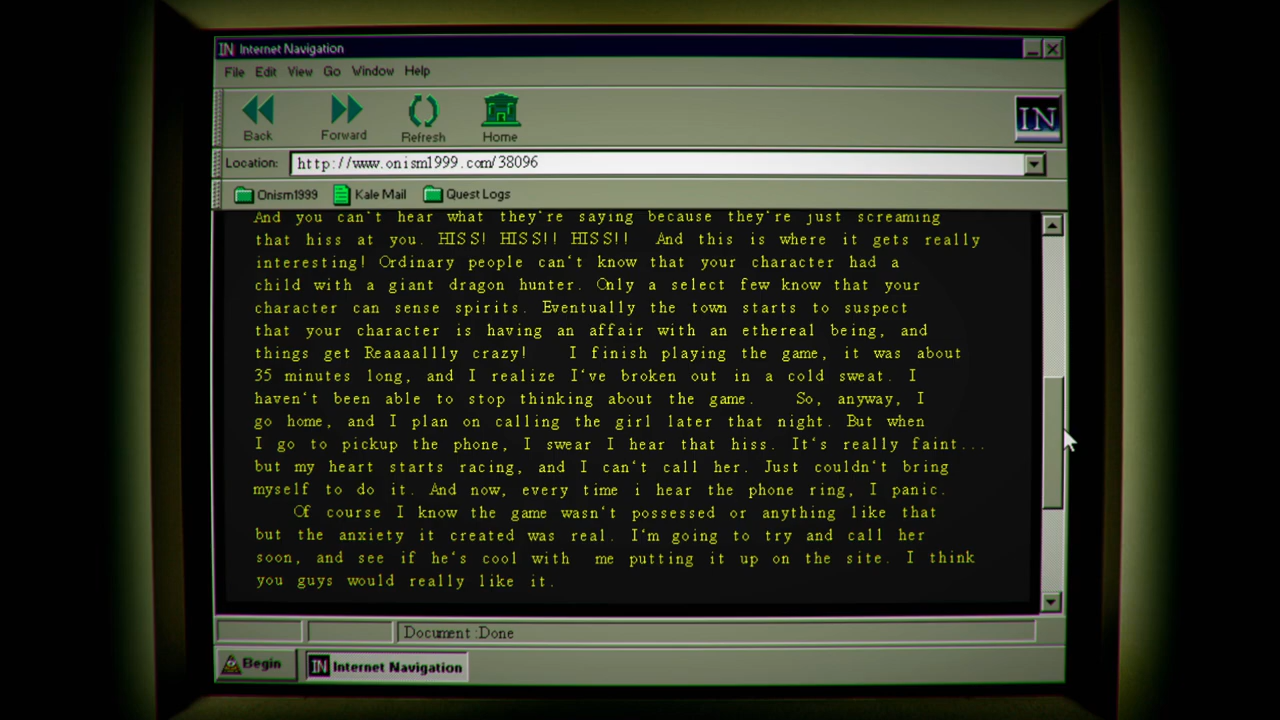 IN Internet Navigation
File Edit View Go Window Help
Back Forward Refresh Home
IN
Location: http://www.onism1999.com/38096
Onism1999 Kale Mail Quest Logs
And you can't hear what they're saying because they're just screaming
that hiss at you. HISS! HISS!! HISS!! And this is where it gets really
interesting! Ordinary people can't know that your character had a
child with a giant dragon hunter. Only a select few know that your
character can sense spirits. Eventually the town starts to suspect
that your character is having an affair with an ethereal being, and
things get Reaaaallly crazy! I finish playing the game, it was about
35 minutes long, and I realize I've broken out in a cold sweat. I
haven't been able to stop thinking about the game. So, anyway, I
go home, and I plan on calling the girl later that night. But when
I go to pickup the phone, I swear I hear that hiss. It's really faint...
but my heart starts racing, and I can't call her. Just couldn't bring
myself to do it. And now, every time i hear the phone ring, I panic.
Of course I know the game wasn't possessed or anything like that
but the anxiety it created was real. I'm going to try and call her
soon, and see if he's cool with me putting it up on the site. I think
you guys would really like it.
Document :Done
Begin IN Internet Navigation